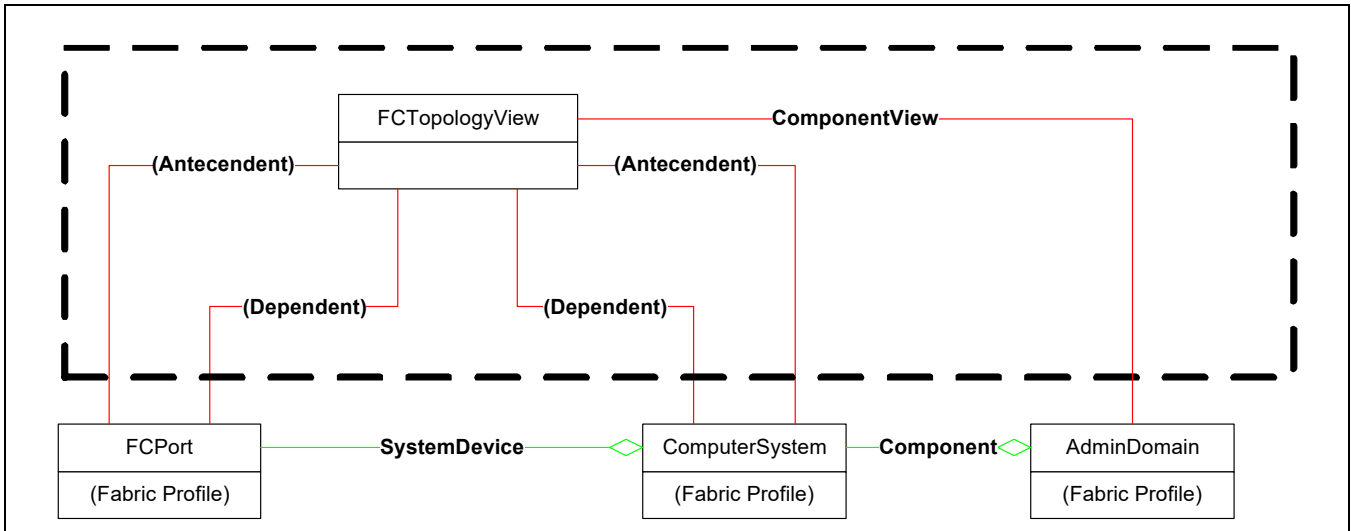 FCTopologyView
ComponentView
(Antecendent)
(Antecendent)
(Dependent)
(Dependent)
FCPort
(Fabric Profile)
SystemDevice
ComputerSystem
(Fabric Profile)
Component
AdminDomain
(Fabric Profile)